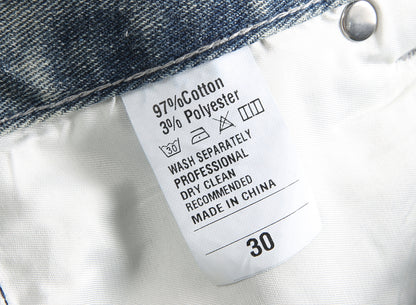 97%Cotton
3% Polyester
30
WASH SEPARATELY
PROFESSIONAL
DRY CLEAN
RECOMMENDED
MADE IN CHINA
30